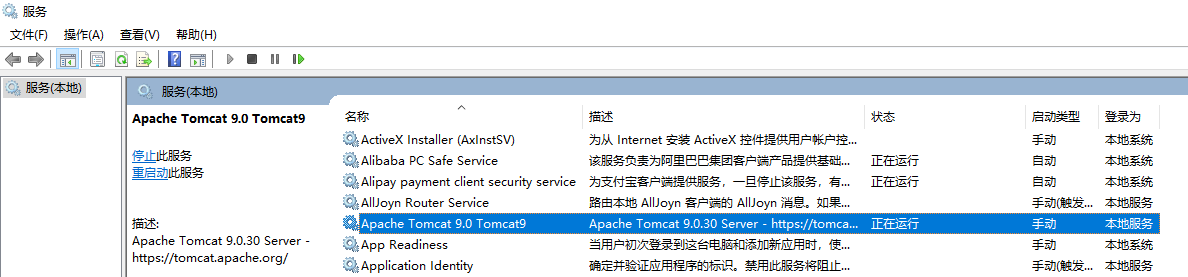 服务
文件(F) 操作(A) 查看(V) 帮助(H)
服务(本地)
服务(本地)
Apache Tomcat 9.0 Tomcat9
停止此服务
重启动此服务
描述:
Apache Tomcat 9.0.30 Server -
https://tomcat.apache.org/
名称 描述 状态 启动类型 登录为
ActiveX Installer (AxInstSV) 为从 Internet 安装 ActiveX 控件提供用户帐户控... 手动 本地系统
Alibaba PC Safe Service 该服务负责为阿里巴巴集团客户端产品提供基础... 正在运行 自动 本地系统
Alipay payment client security service 为支付宝客户端提供服务，一旦停止该服务，有... 正在运行 自动 本地系统
AllJoyn Router Service 路由本地 AllJoyn 客户端的 AllJoyn 消息。如果... 手动(触发... 本地服务
Apache Tomcat 9.0 Tomcat9 Apache Tomcat 9.0.30 Server - https://tomca... 正在运行 手动 本地服务
App Readiness 当用户初次登录到这台电脑和添加新应用时，使... 手动 本地系统
Application Identity 确定并验证应用程序的标识。禁用此服务将阻止... 手动(触发... 本地服务